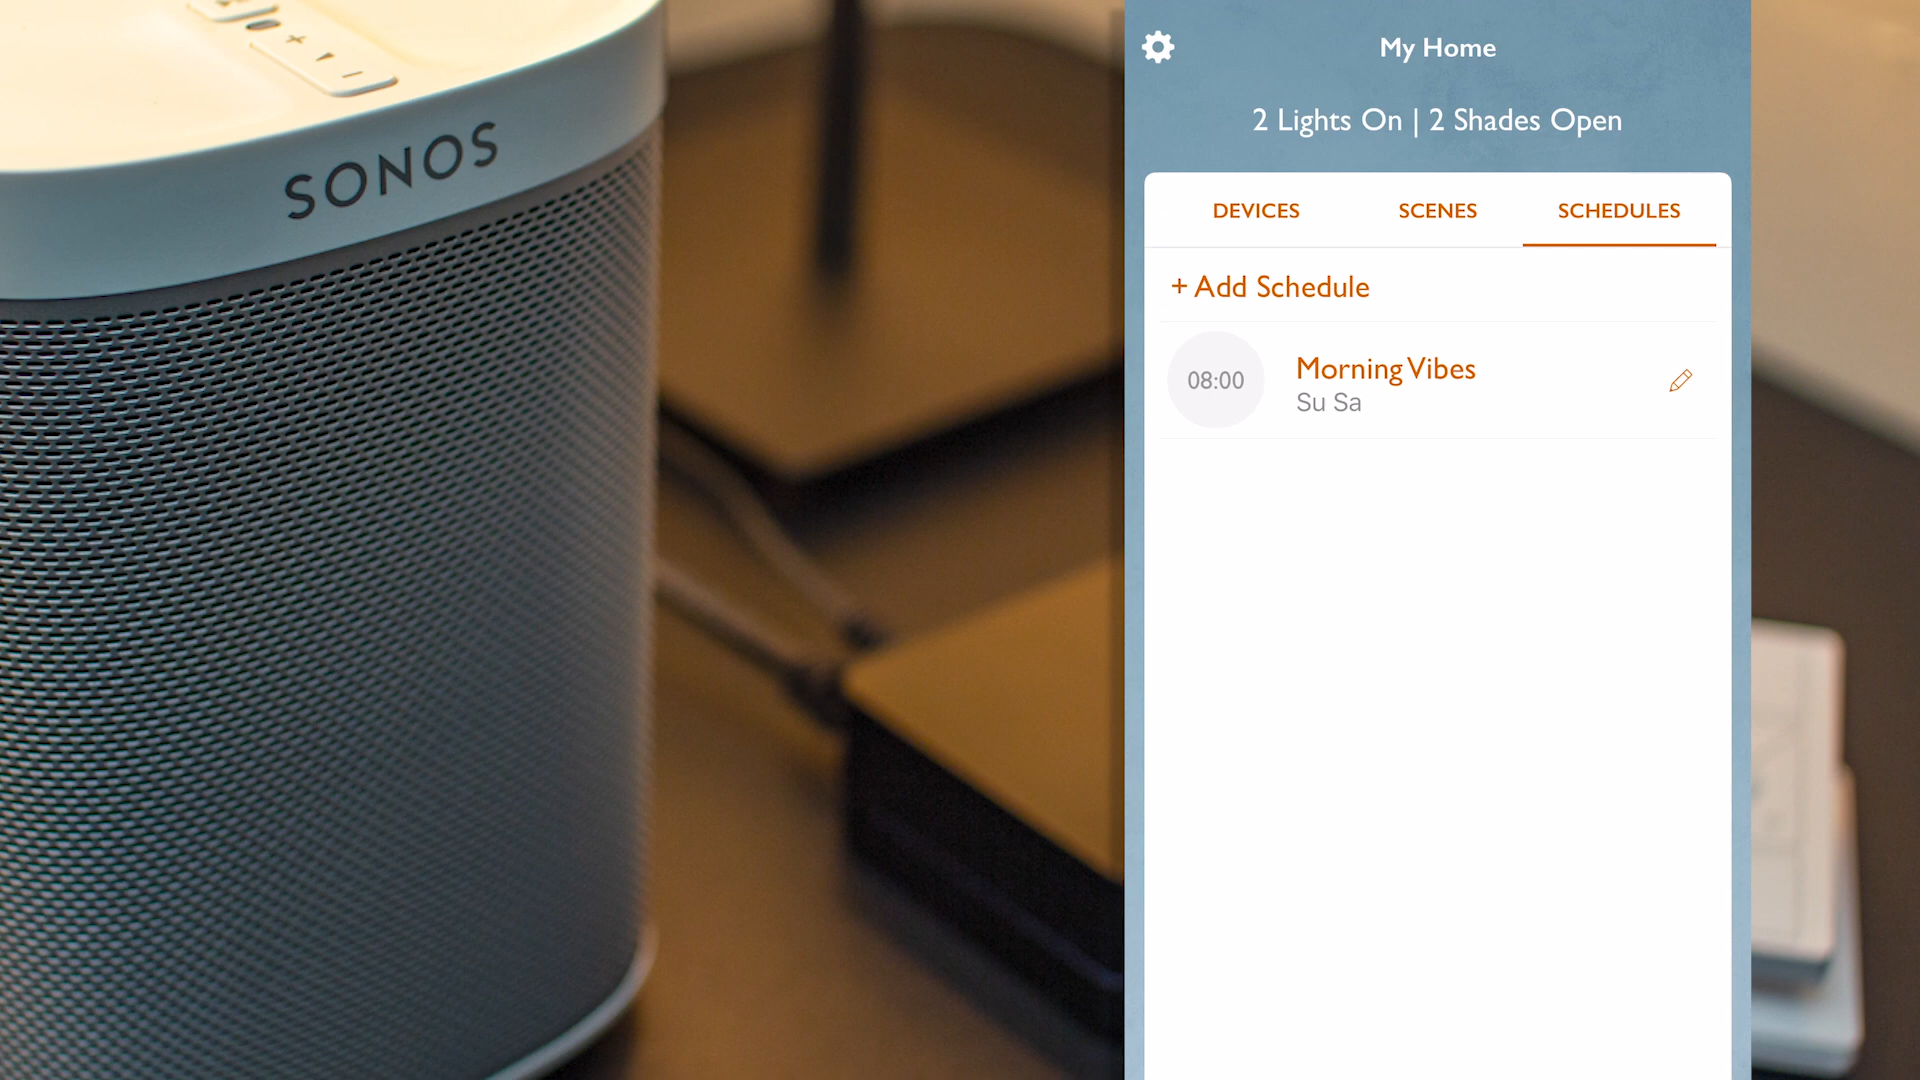 SONOS
My Home
2 Lights On | 2 Shades Open
DEVICES
SCENES
SCHEDULES
+ Add Schedule
08:00
Morning Vibes
Su Sa